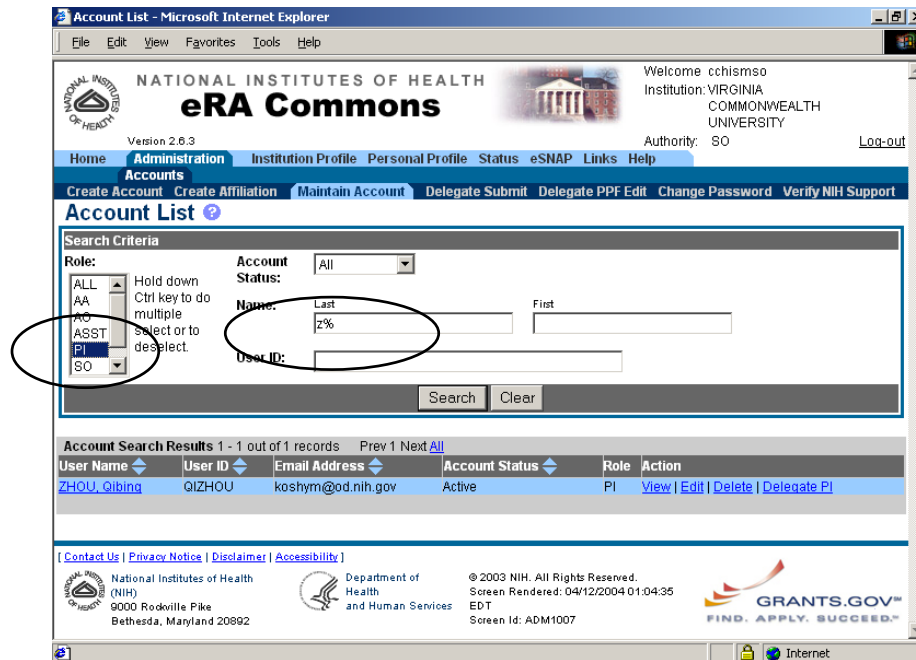 Account List - Microsoft Internet Explorer
File Edit View Favorites Tools Help
NATIONAL INSTITUTES OF HEALTH
eRA Commons
Version 2.6.3
Welcome cchismso
Institution: VIRGINIA
COMMONWEALTH
UNIVERSITY
Authority: SO Log-out
Home Administration Institution Profile Personal Profile Status eSNAP Links Help
Accounts
Create Account Create Affiliation Maintain Account Delegate Submit Delegate PPF Edit Change Password Verify NIH Support
Account List ?
Search Criteria
Role:
ALL
AA
AO
ASST
PI
SO
Hold down
Ctrl key to do
multiple
select or to
deselect.
Account
Status: All
Name: Last First
z%
User ID:
Search Clear
Account Search Results 1 - 1 out of 1 records Prev 1 Next All
User Name User ID Email Address Account Status Role Action
ZHOU, Qibing QIZHOU koshym@od.nih.gov Active PI View | Edit | Delete | Delegate PI
[ Contact Us | Privacy Notice | Disclaimer | Accessibility ]
National Institutes of Health
(NIH)
9000 Rockville Pike
Bethesda, Maryland 20892
Department of
Health
and Human Services
© 2003 NIH. All Rights Reserved.
Screen Rendered: 04/12/2004 01:04:35
EDT
Screen Id: ADM1007
GRANTS.GOV℠
FIND. APPLY. SUCCEED.℠
Internet